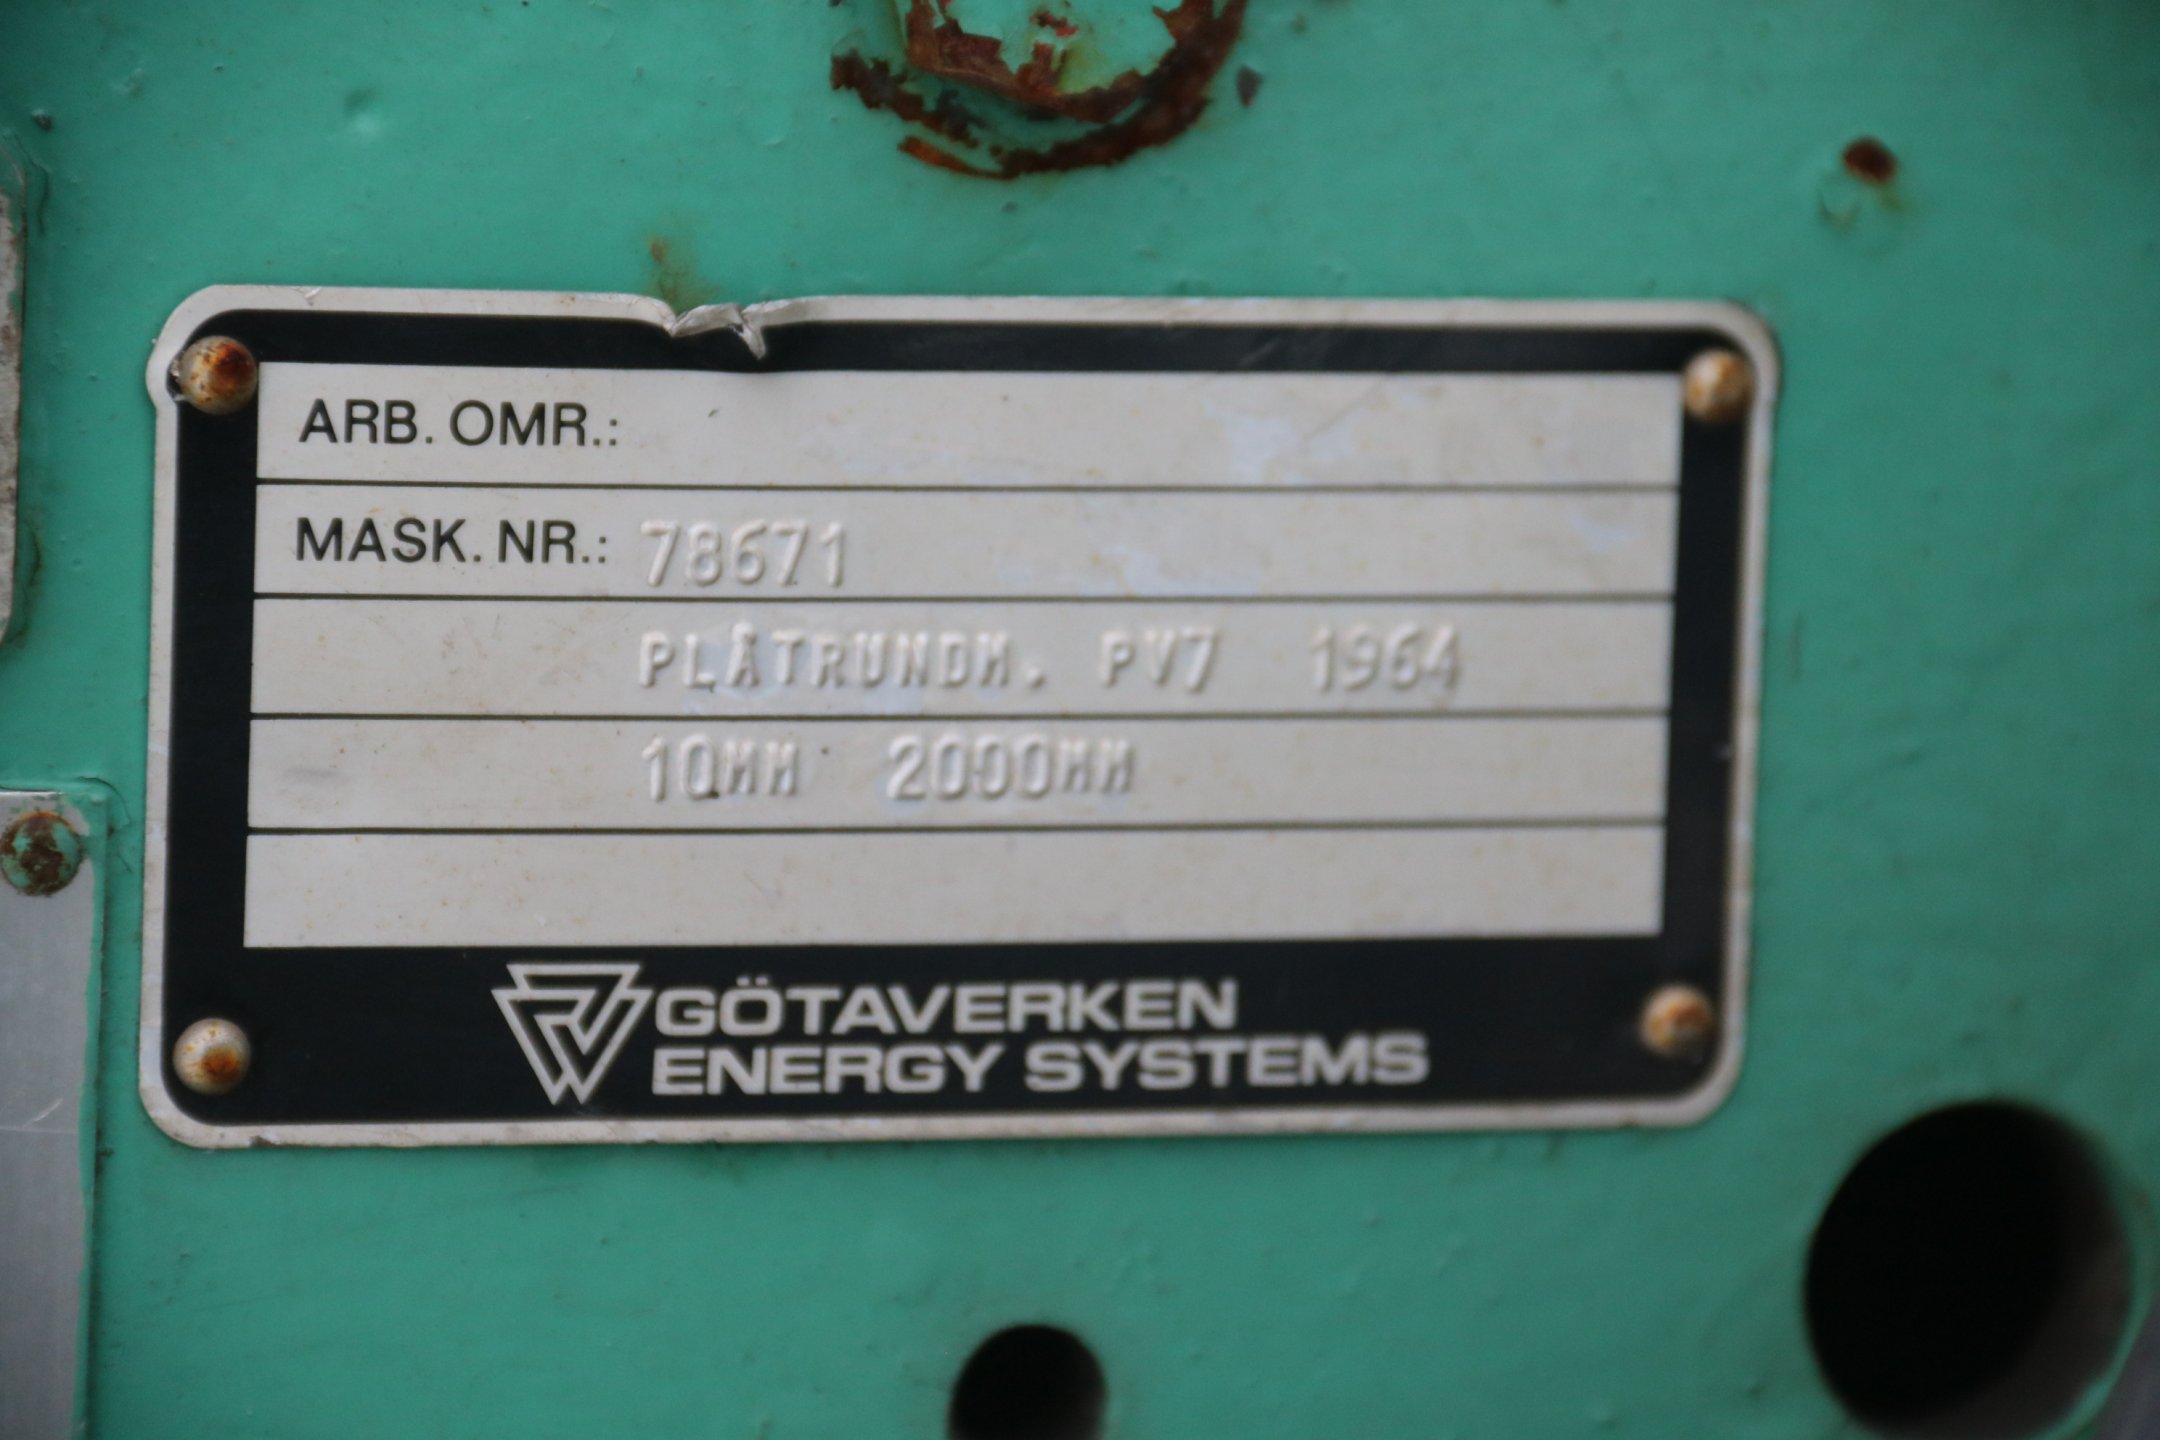 ARB. OMR.:
MASK. NR.: 78671
PLÅTRUNDM. PV7 1964
10MM 2000MM
GÖTAVERKEN
ENERGY SYSTEMS